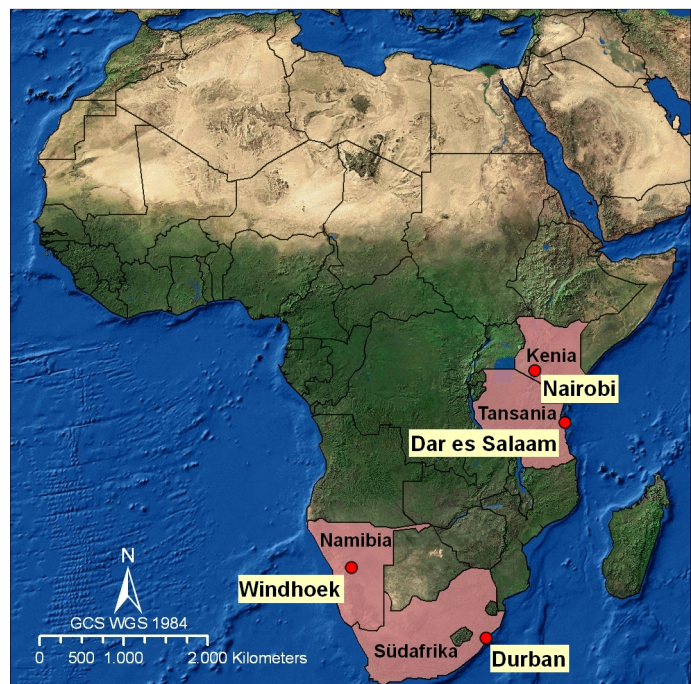 Kenia
Nairobi
Tansania
Dar es Salaam
Namibia
Windhoek
Südafrika
Durban
N
GCS WGS 1984
0 500 1.000 2.000 Kilometers